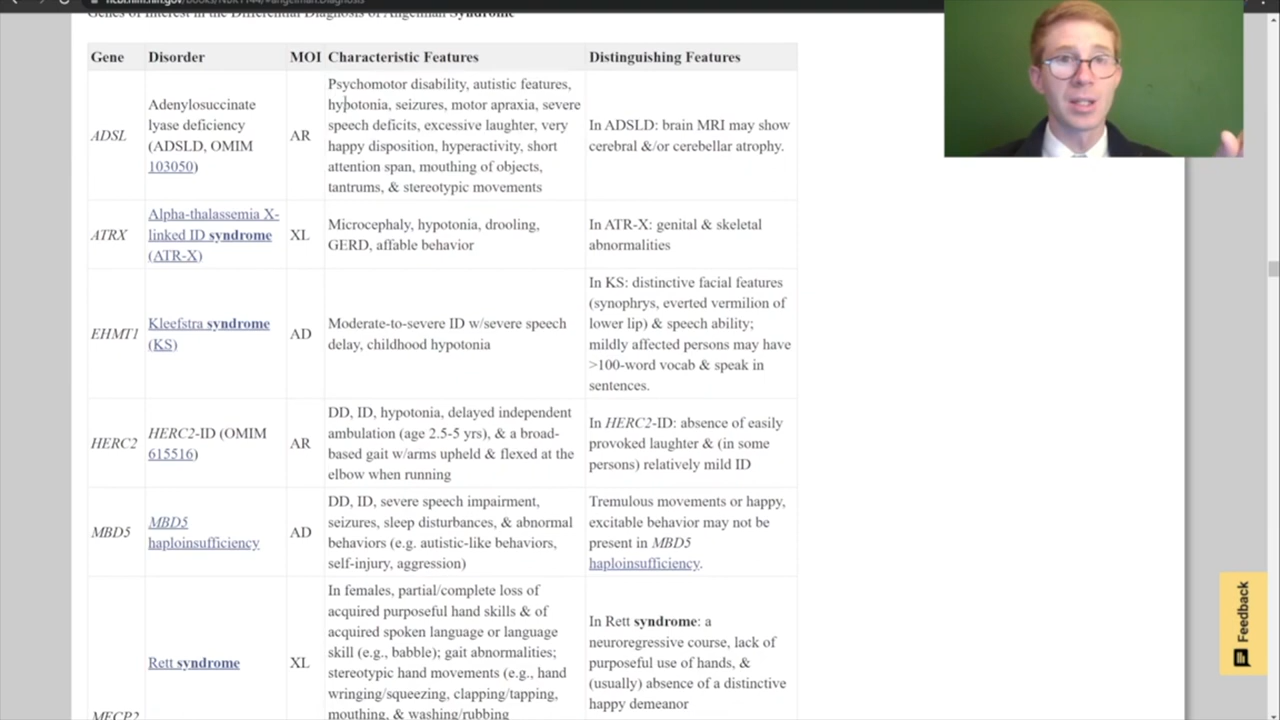 Genes of Interest in the Differential Diagnosis of Angelman Syndrome
Gene Disorder MOI Characteristic Features Distinguishing Features
ADSL
Adenylosuccinate
lyase deficiency
(ADSLD, OMIM
103050)
AR
Psychomotor disability, autistic features,
hypotonia, seizures, motor apraxia, severe
speech deficits, excessive laughter, very
happy disposition, hyperactivity, short
attention span, mouthing of objects,
tantrums, & stereotypic movements
In ADSLD: brain MRI may show
cerebral &/or cerebellar atrophy.
ATRX
Alpha-thalassemia X-
linked ID syndrome
(ATR-X)
XL
Microcephaly, hypotonia, drooling,
GERD, affable behavior
In ATR-X: genital & skeletal
abnormalities
EHMT1
Kleefstra syndrome
(KS)
AD
Moderate-to-severe ID w/severe speech
delay, childhood hypotonia
In KS: distinctive facial features
(synophrys, everted vermilion of
lower lip) & speech ability;
mildly affected persons may have
>100-word vocab & speak in
sentences.
HERC2
HERC2-ID (OMIM
615516)
AR
DD, ID, hypotonia, delayed independent
ambulation (age 2.5-5 yrs), & a broad-
based gait w/arms upheld & flexed at the
elbow when running
In HERC2-ID: absence of easily
provoked laughter & (in some
persons) relatively mild ID
MBD5
MBD5
haploinsufficiency
AD
DD, ID, severe speech impairment,
seizures, sleep disturbances, & abnormal
behaviors (e.g. autistic-like behaviors,
self-injury, aggression)
Tremulous movements or happy,
excitable behavior may not be
present in MBD5
haploinsufficiency.
MECP2
Rett syndrome
XL
In females, partial/complete loss of
acquired purposeful hand skills & of
acquired spoken language or language
skill (e.g., babble); gait abnormalities;
stereotypic hand movements (e.g., hand
wringing/squeezing, clapping/tapping,
mouthing, & washing/rubbing
In Rett syndrome: a
neuroregressive course, lack of
purposeful use of hands, &
(usually) absence of a distinctive
happy demeanor
Feedback